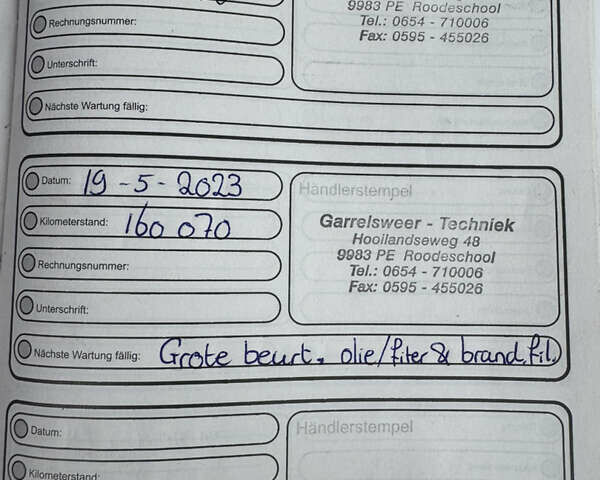 9983 PE Roodeschool
Rechnungsnummer:
Tel.: 0654 - 710006
Fax: 0595 - 455026
Unterschrift:
Nächste Wartung fällig:
Datum: 19-5-2023
Händlerstempel
Kilometerstand: 160 070
Garrelsweer - Techniek
Hooilandseweg 48
9983 PE Roodeschool
Rechnungsnummer:
Tel.: 0654 - 710006
Fax: 0595 - 455026
Unterschrift:
Nächste Wartung fällig: Grote beurt, olie/filter & brand.fil.
Datum:
Händlerstempel
Kilometerstand: